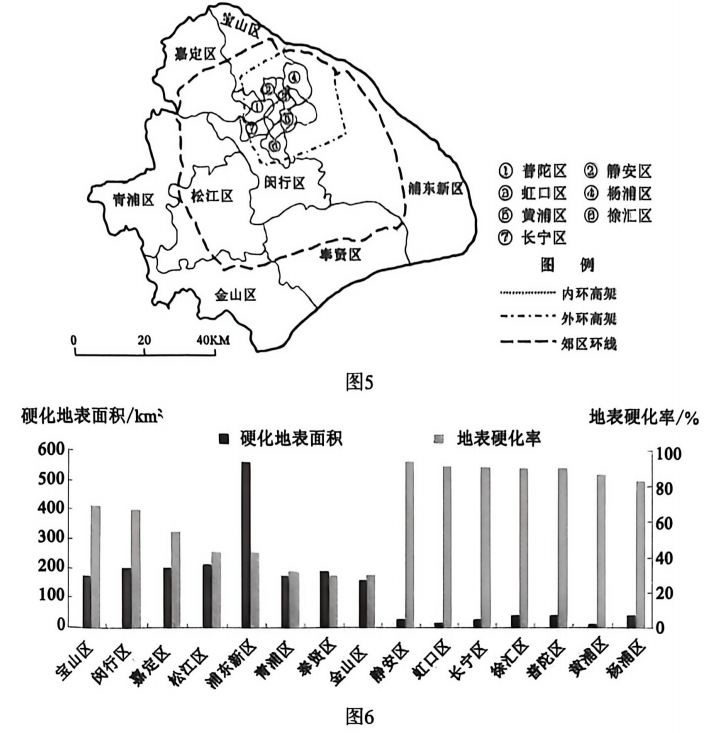 宝山区
嘉定区
④
②
③
①
⑤
⑦
⑥
青浦区
松江区
闵行区
浦东新区
奉贤区
金山区
0 20 40KM
① 普陀区 ② 静安区
③ 虹口区 ④ 杨浦区
⑤ 黄浦区 ⑥ 徐汇区
⑦ 长宁区
图 例
内环高架
外环高架
郊区环线
图5
硬化地表面积/km² 地表硬化率/%
硬化地表面积 地表硬化率
600
500
400
300
200
100
0
100
80
60
40
20
0
宝山区
闵行区
嘉定区
松江区
浦东新区
青浦区
奉贤区
金山区
静安区
虹口区
长宁区
徐汇区
普陀区
黄浦区
杨浦区
图6